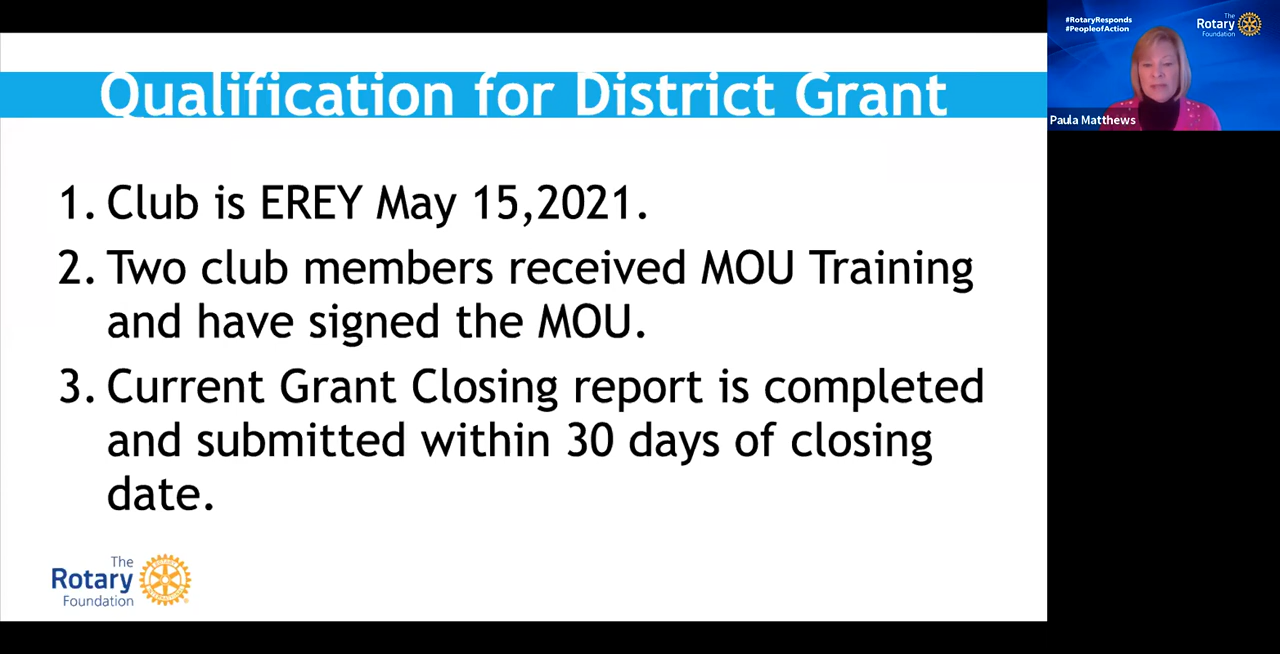 Qualification for District Grant
1. Club is EREY May 15,2021.
2. Two club members received MOU Training
and have signed the MOU.
3. Current Grant Closing report is completed
and submitted within 30 days of closing
date.
The
Rotary
Foundation
#RotaryResponds
#PeopleofAction
The
Rotary
Foundation
Paula Matthews